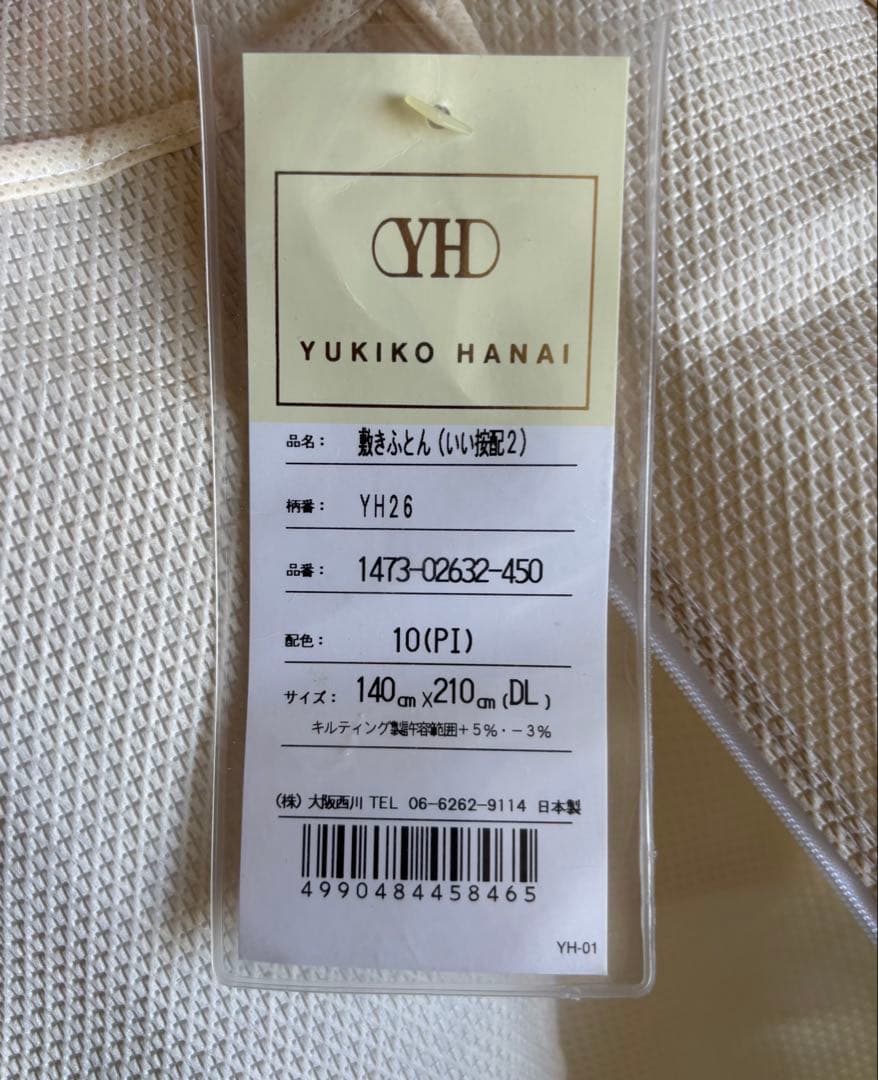 YH
YUKIKO HANAI
品名: 敷きふとん(いい按配2)
柄番: YH26
品番: 1473-02632-450
配色: 10(PI)
サイズ: 140cm×210cm(DL)
キルティング製許容範囲+5%・-3%
(株)大阪西川 TEL 06-6262-9114 日本製
4990484458465
YH-01